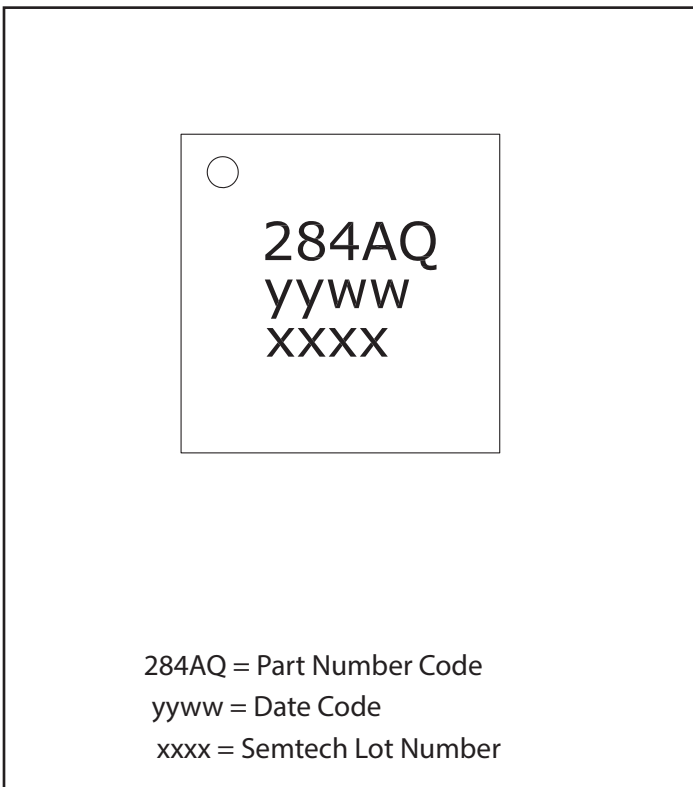 284AQ
yyww
xxxx
284AQ = Part Number Code
yyww = Date Code
xxxx = Semtech Lot Number